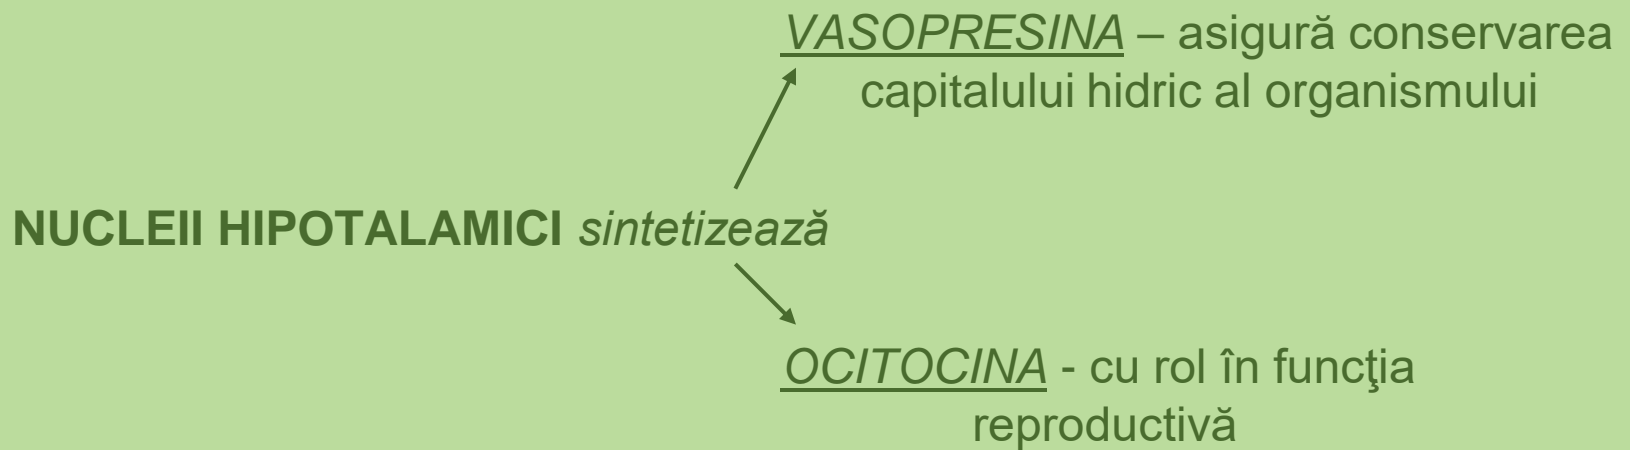 VASOPRESINA – asigură conservarea
capitalului hidric al organismului
NUCLEII HIPOTALAMICI sintetizează
OCITOCINA - cu rol în funcţia
reproductivă